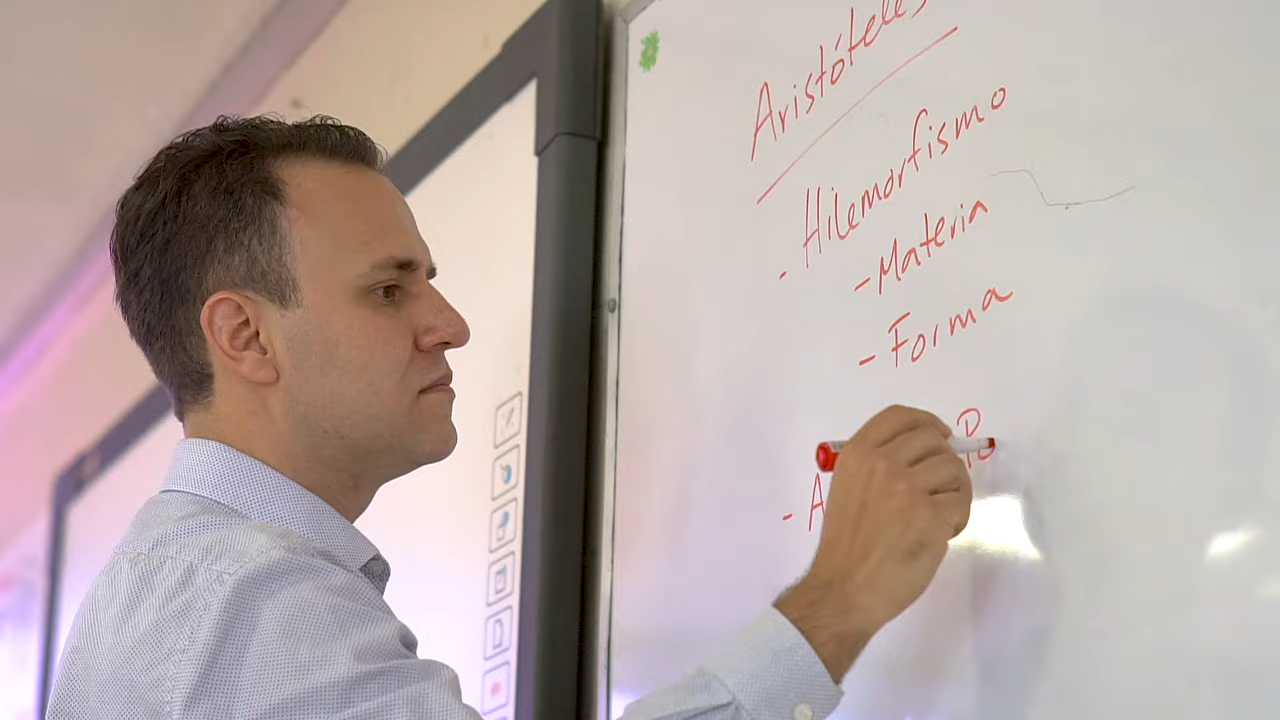 Aristóteles
- Hilemorfismo
- Materia
- Forma